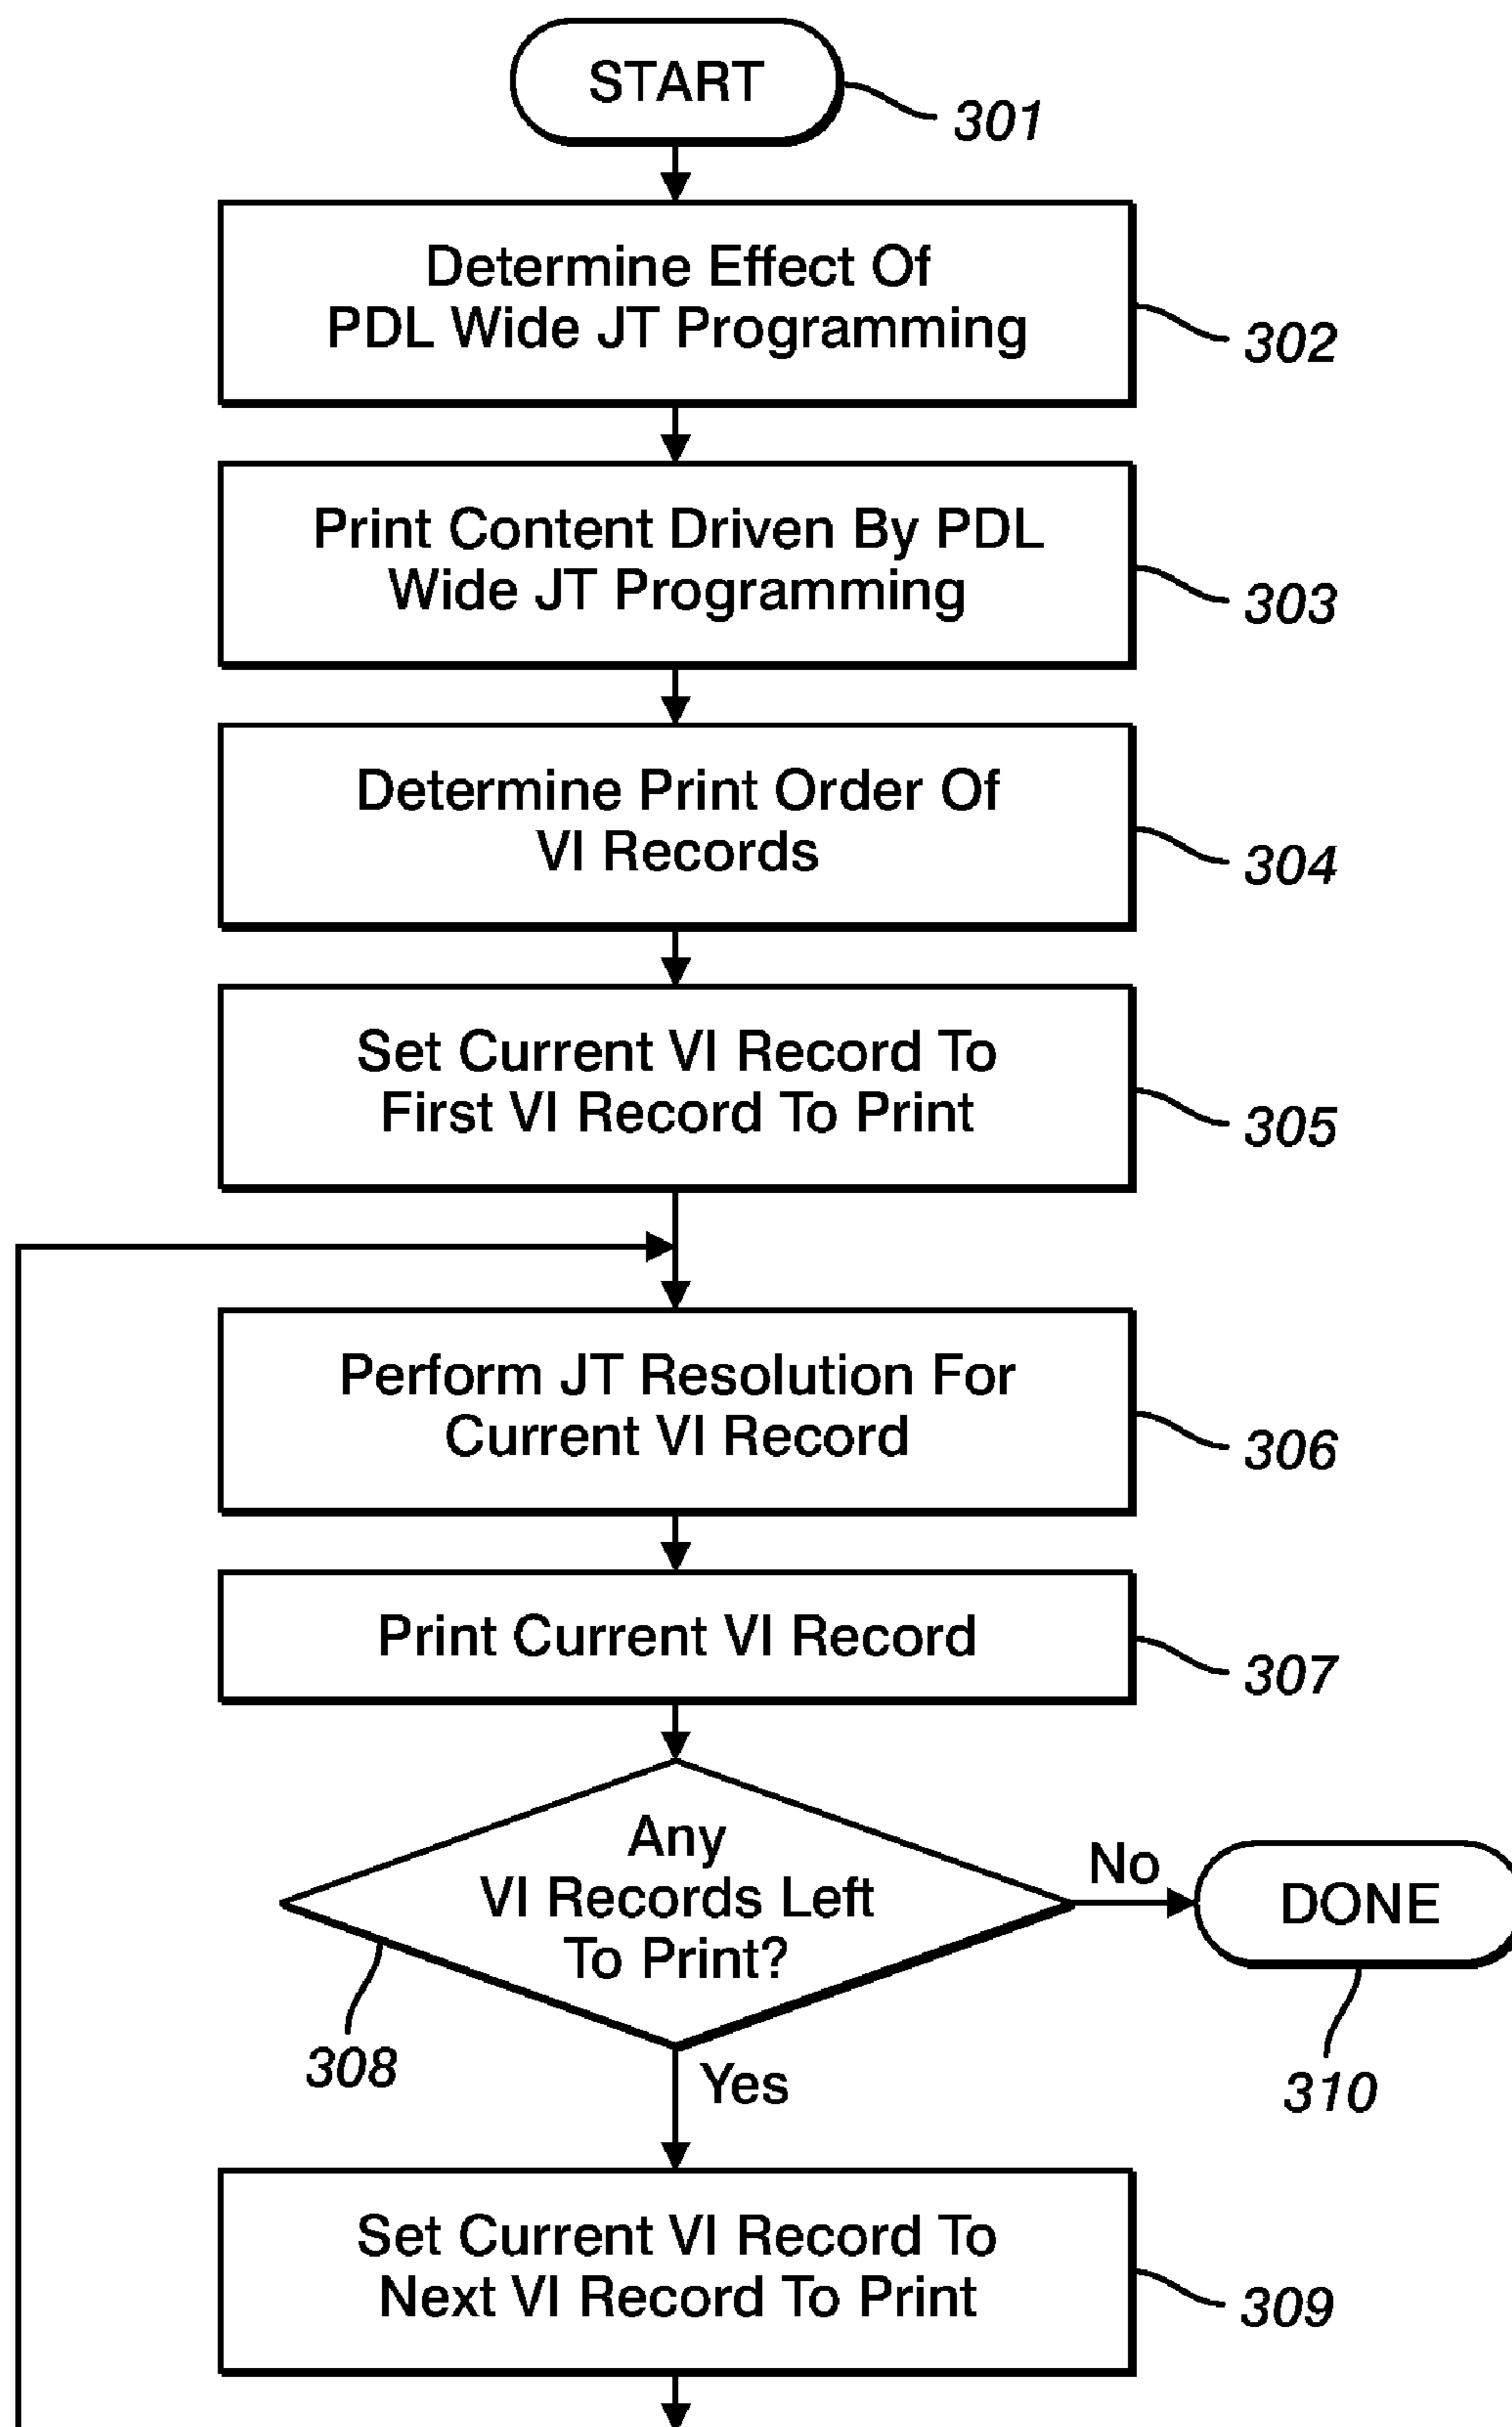 START
301
Determine Effect Of
PDL Wide JT Programming
302
Print Content Driven By PDL
Wide JT Programming
303
Determine Print Order Of
VI Records
304
Set Current VI Record To
First VI Record To Print
305
Perform JT Resolution For
Current VI Record
306
Print Current VI Record
307
Any
VI Records Left
To Print?
No
DONE
308
310
Yes
Set Current VI Record To
Next VI Record To Print
309